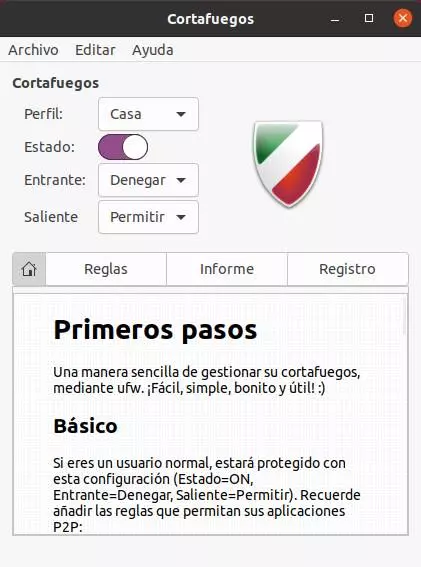 Cortafuegos
Archivo Editar Ayuda
Cortafuegos
Perfil: Casa
Estado:
Entrante: Denegar
Saliente Permitir
Reglas Informe Registro
Primeros pasos
Una manera sencilla de gestionar su cortafuegos,
mediante ufw. ¡Fácil, simple, bonito y útil! :)
Básico
Si eres un usuario normal, estará protegido con
esta configuración (Estado=ON,
Entrante=Denegar, Saliente=Permitir). Recuerde
añadir las reglas que permitan sus aplicaciones
P2P: